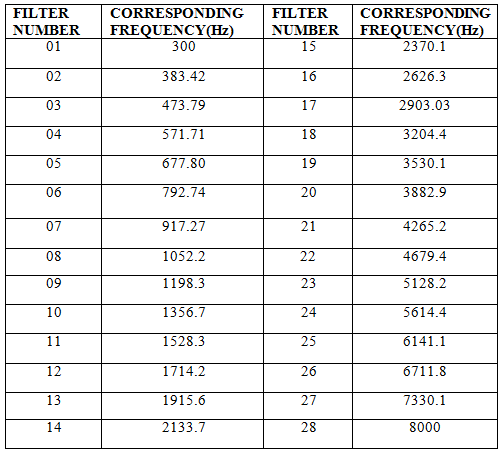 FILTER NUMBER CORRESPONDING FREQUENCY(Hz) FILTER NUMBER CORRESPONDING FREQUENCY(Hz)
01 300 15 2370.1
02 383.42 16 2626.3
03 473.79 17 2903.03
04 571.71 18 3204.4
05 677.80 19 3530.1
06 792.74 20 3882.9
07 917.27 21 4265.2
08 1052.2 22 4679.4
09 1198.3 23 5128.2
10 1356.7 24 5614.4
11 1528.3 25 6141.1
12 1714.2 26 6711.8
13 1915.6 27 7330.1
14 2133.7 28 8000